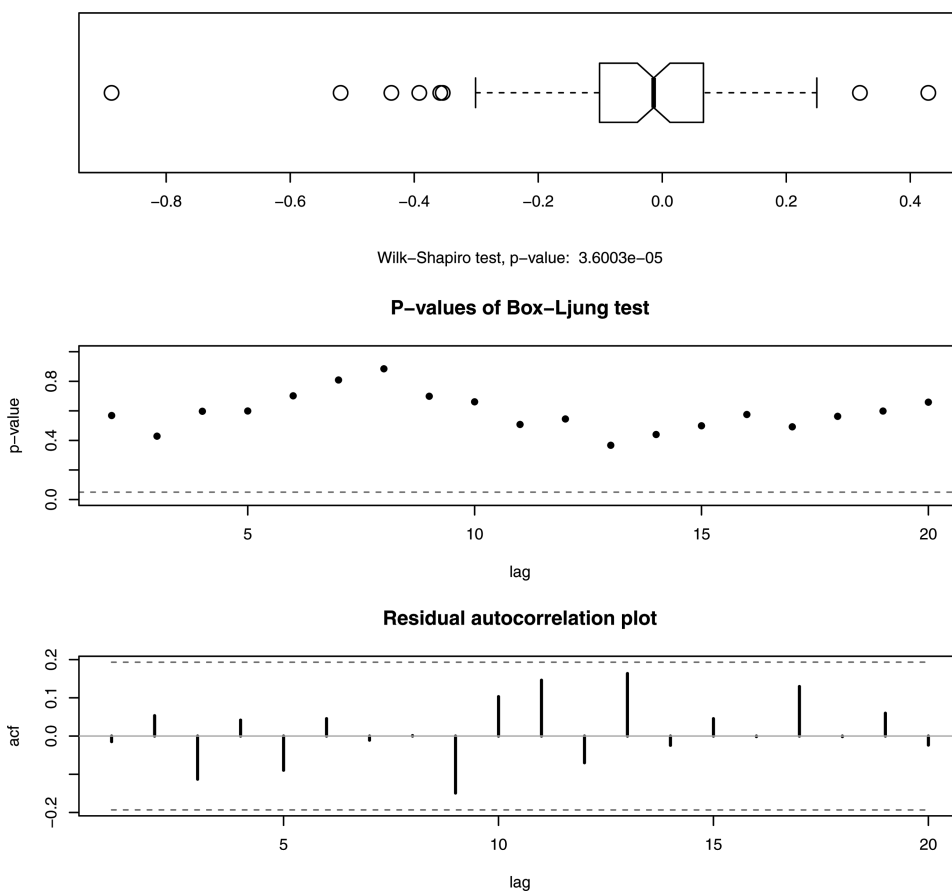 −0.8 −0.6 −0.4 −0.2 0.0 0.2 0.4
Wilk−Shapiro test, p−value: 3.6003e−05
P−values of Box−Ljung test
p−value
0.8
0.4
0.0
5 10 15 20
lag
Residual autocorrelation plot
acf
0.2
0.1
0.0
−0.2
5 10 15 20
lag